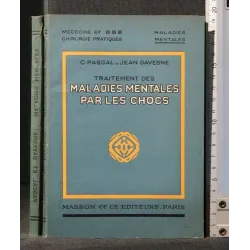 MÉDECINE ET
CHIRURGIE PRATIQUES
MALADIES
MENTALES
C. PASCAL ET JEAN DAVESNE
TRAITEMENT DES
MALADIES MENTALES
PAR LES CHOCS
MASSON ET Cie EDITEURS-PARIS